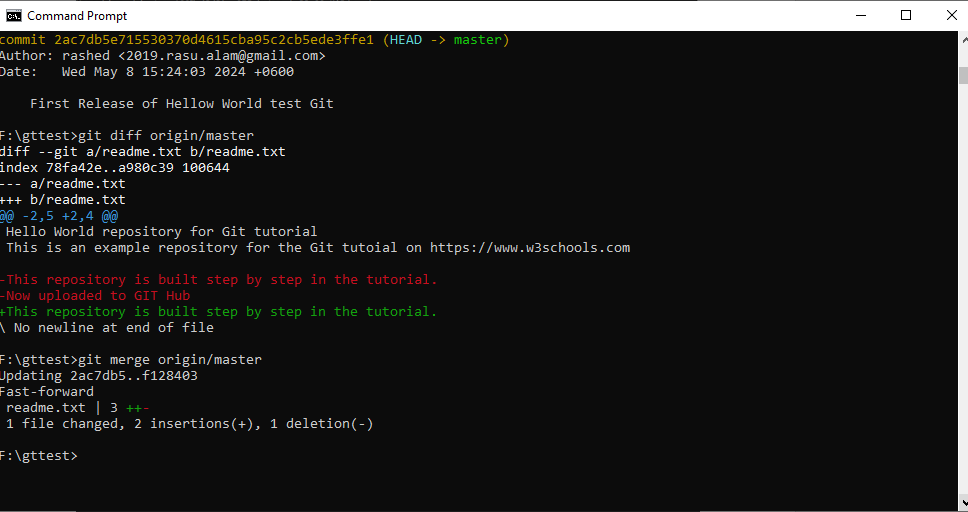 Command Prompt
commit 2ac7db5e715530370d4615cba95c2cb5ede3ffe1 (HEAD -> master)
Author: rashed <2019.rasu.alam@gmail.com>
Date:   Wed May 8 15:24:03 2024 +0600
First Release of Hellow World test Git
F:\gttest>git diff origin/master
diff --git a/readme.txt b/readme.txt
index 78fa42e..a980c39 100644
--- a/readme.txt
+++ b/readme.txt
@@ -2,5 +2,4 @@
Hello World repository for Git tutorial
This is an example repository for the Git tutoial on https://www.w3schools.com
-This repository is built step by step in the tutorial.
-Now uploaded to GIT Hub
+This repository is built step by step in the tutorial.
\ No newline at end of file
F:\gttest>git merge origin/master
Updating 2ac7db5..f128403
Fast-forward
readme.txt | 3 ++-
1 file changed, 2 insertions(+), 1 deletion(-)
F:\gttest>